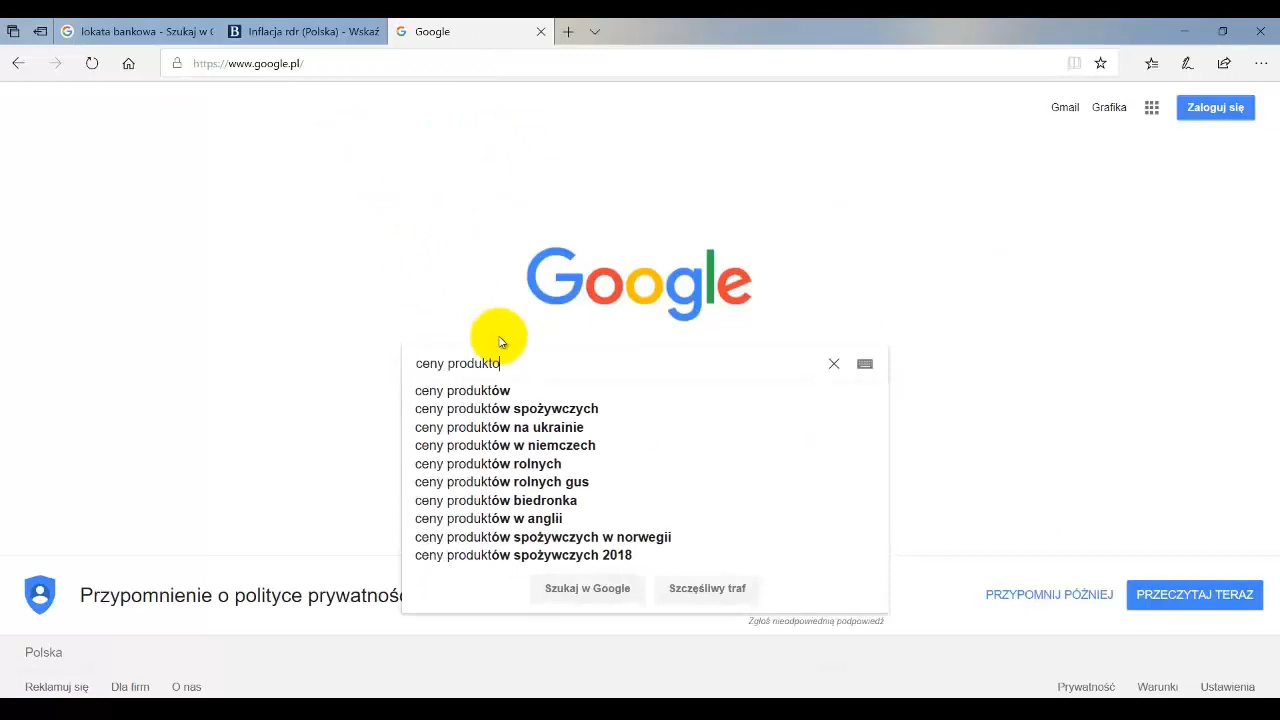 lokata bankowa - Szukaj w G
Inflacja rdr (Polska) - Wskaź
Google
https://www.google.pl/
Gmail Grafika Zaloguj się
Google
ceny produkto
ceny produktów
ceny produktów spożywczych
ceny produktów na ukrainie
ceny produktów w niemczech
ceny produktów rolnych
ceny produktów rolnych gus
ceny produktów biedronka
ceny produktów w anglii
ceny produktów spożywczych w norwegii
ceny produktów spożywczych 2018
Szukaj w Google Szczęśliwy traf
Przypomnienie o polityce prywatnośc
PRZYPOMNIJ PÓŹNIEJ PRZECZYTAJ TERAZ
Zgłoś nieodpowiednią podpowiedź
Polska
Reklamuj się Dla firm O nas Prywatność Warunki Ustawienia